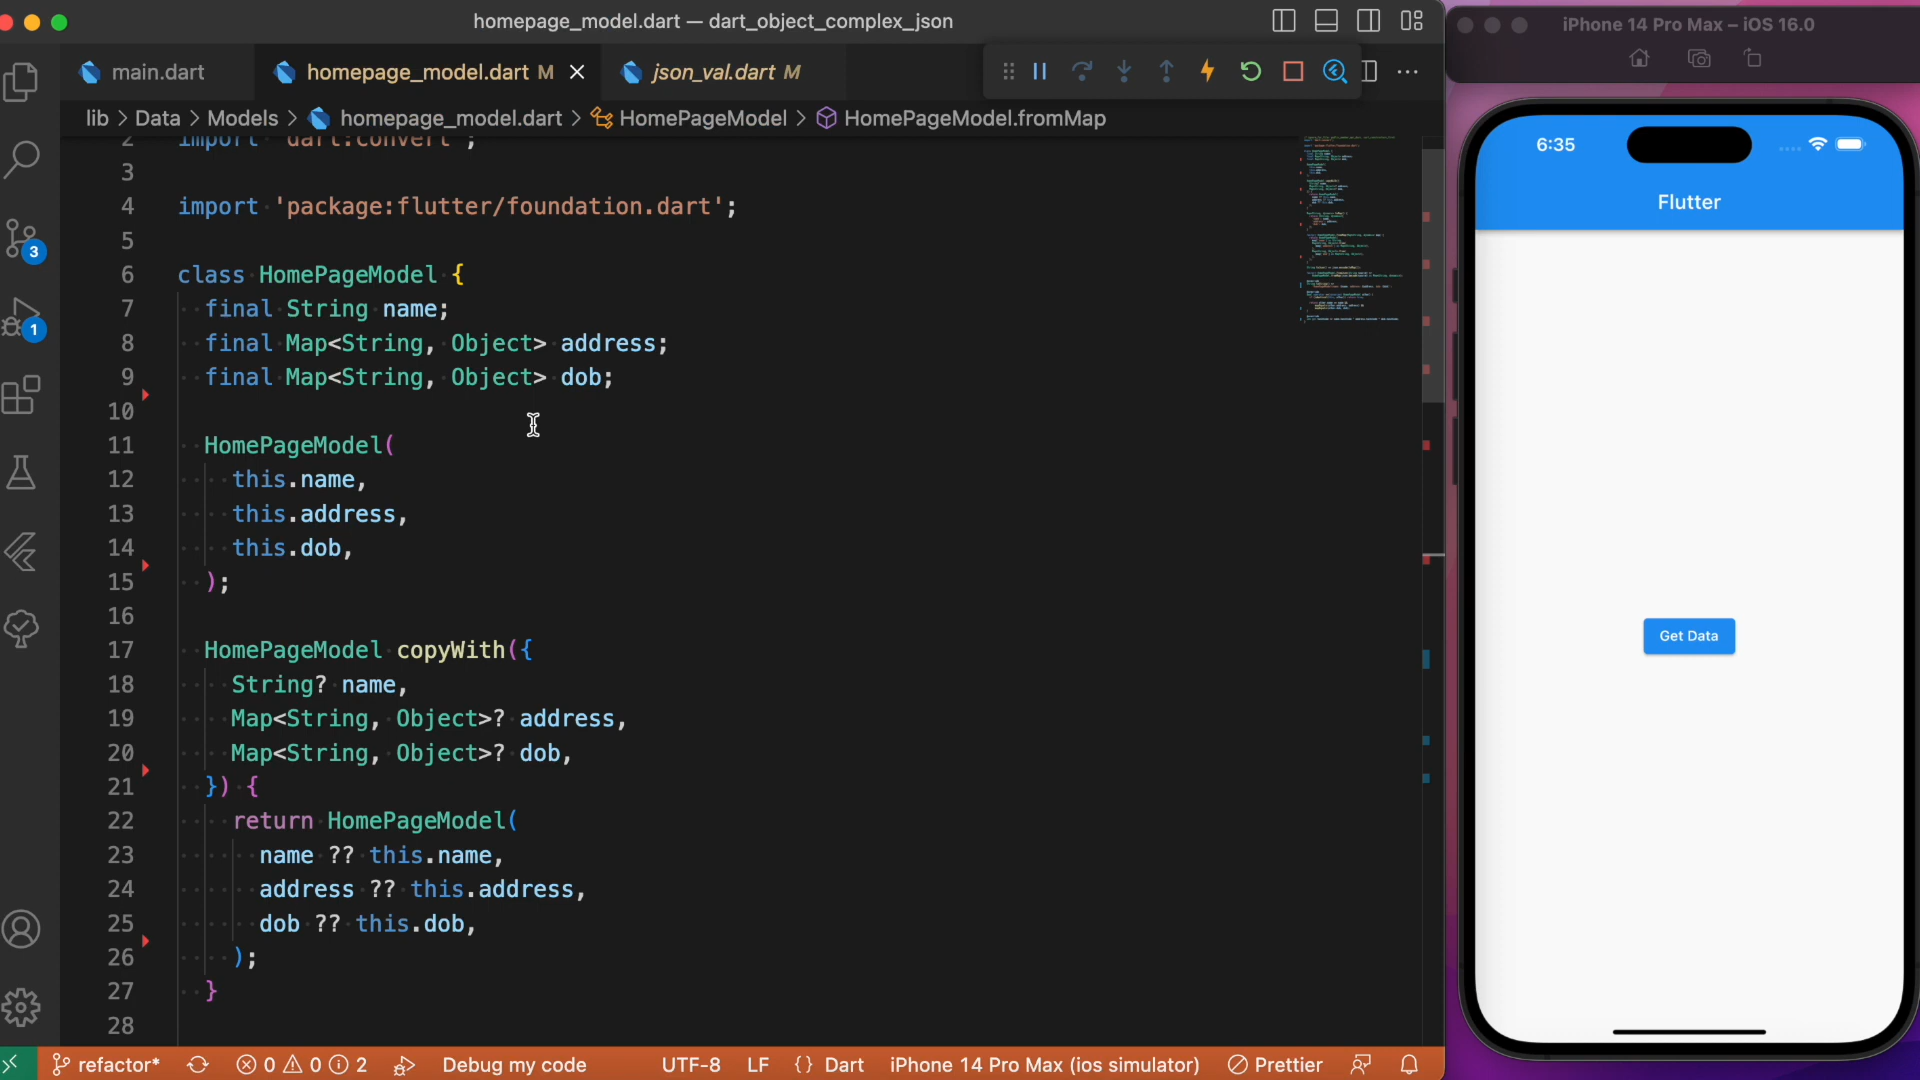 homepage_model.dart — dart_object_complex_json
main.dart
homepage_model.dart M
json_val.dart M
lib > Data > Models > homepage_model.dart > HomePageModel > HomePageModel.fromMap
2 import 'dart:convert';
3
4 import 'package:flutter/foundation.dart';
5
6 class HomePageModel {
7 final String name;
8 final Map<String, Object> address;
9 final Map<String, Object> dob;
10
11 HomePageModel(
12 this.name,
13 this.address,
14 this.dob,
15 );
16
17 HomePageModel copyWith({
18 String? name,
19 Map<String, Object>? address,
20 Map<String, Object>? dob,
21 }) {
22 return HomePageModel(
23 name ?? this.name,
24 address ?? this.address,
25 dob ?? this.dob,
26 );
27 }
28
3
1
refactor* 0 0 2 Debug my code UTF-8 LF {} Dart iPhone 14 Pro Max (ios simulator) Prettier
iPhone 14 Pro Max – iOS 16.0
6:35
Flutter
Get Data